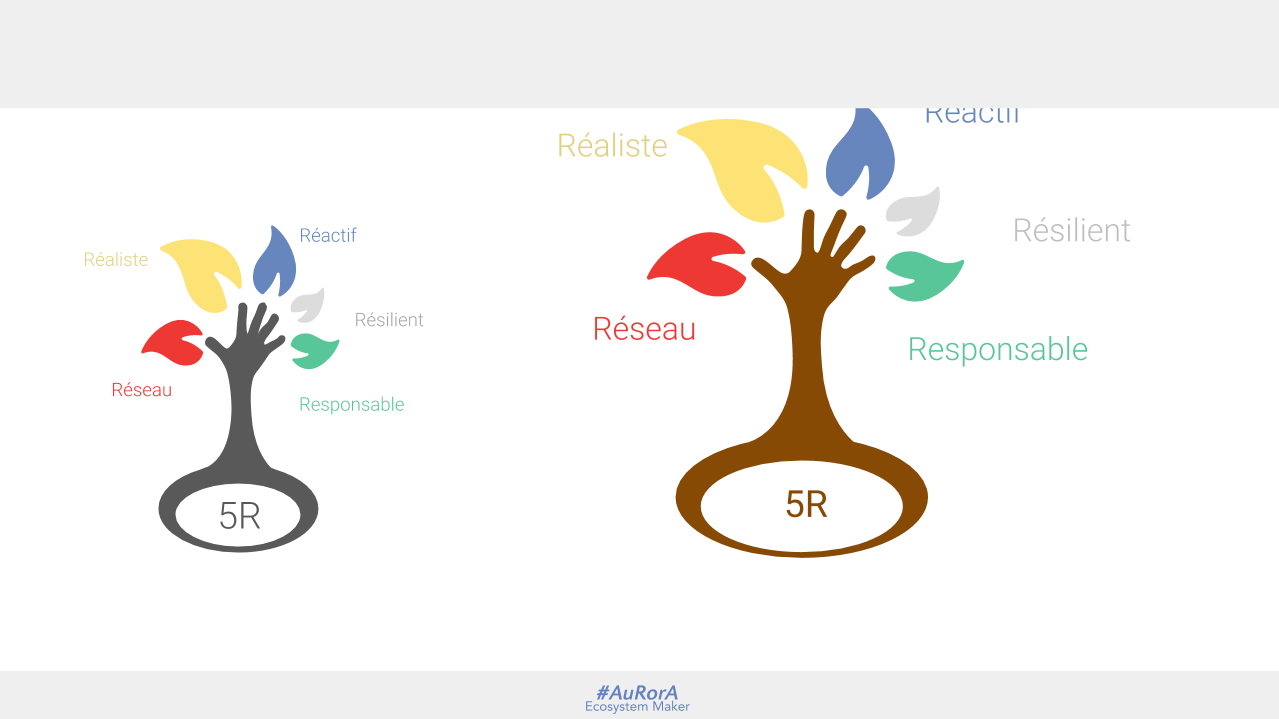 Réaliste
Réactif
Résilient
Réseau
Responsable
5R
Réaliste
Réactif
Résilient
Réseau
Responsable
5R
#AuRorA
Ecosystem Maker